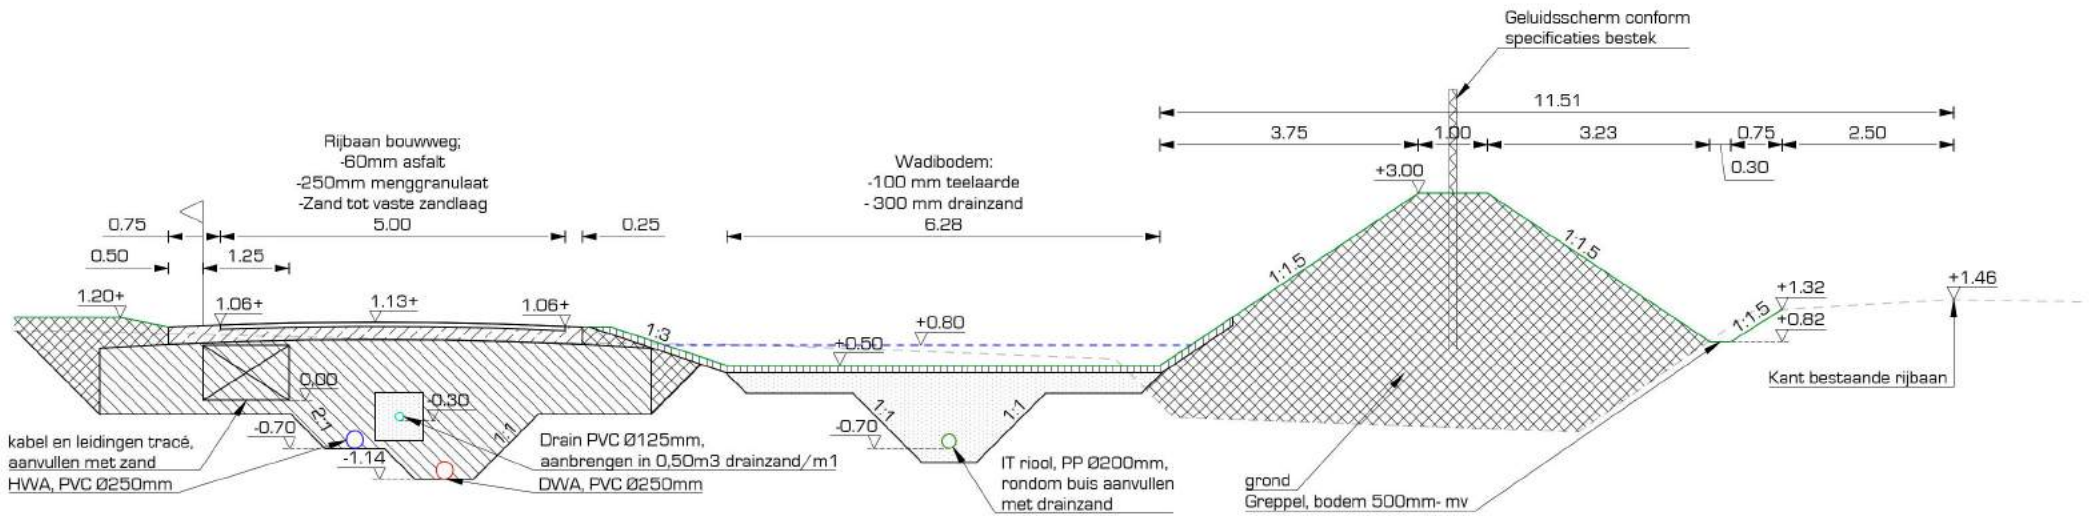 Geluidsscherm conform
specificaties bestek
11.51
3.75
1.00
3.23
0.75
2.50
0.30
Rijbaan bouwweg;
-60mm asfalt
-250mm menggranulaat
-Zand tot vaste zandlaag
Wadibodem:
-100 mm teelaarde
-300 mm drainzand
+3.00
0.75
5.00
0.25
6.28
0.50
1.25
1:1.5
1:1.5
1.20+
1.06+
1.13+
1.06+
1:3
+0.80
+0.50
+1.46
+1.32
1:1.5
+0.82
0,00
-0.30
2:1
1:1
1:1
1:1
-0.70
-0.70
-1.14
Kant bestaande rijbaan
kabel en leidingen tracé,
aanvullen met zand
HWA, PVC Ø250mm
Drain PVC Ø125mm,
aanbrengen in 0,50m3 drainzand/m1
DWA, PVC Ø250mm
IT riool, PP Ø200mm,
rondom buis aanvullen
met drainzand
grond
Greppel, bodem 500mm- mv